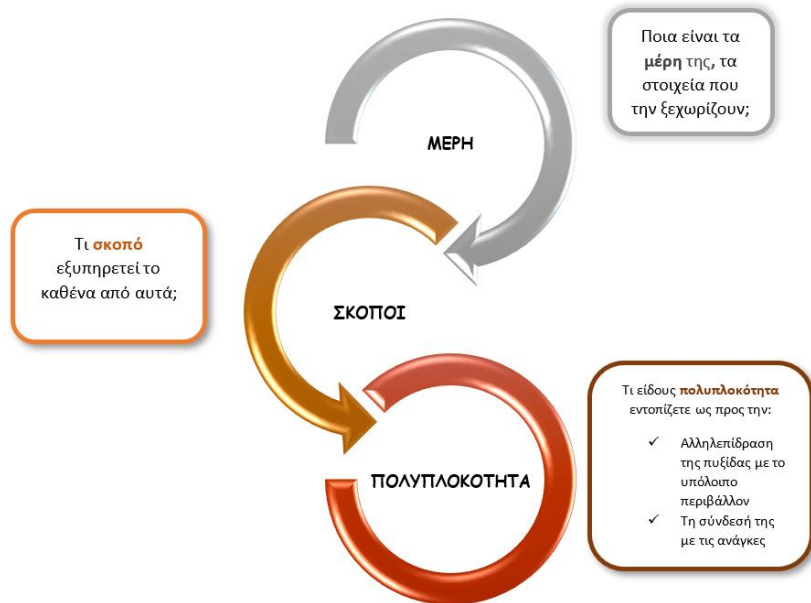 Ποια είναι τα
μέρη της, τα
στοιχεία που
την ξεχωρίζουν;
ΜΕΡΗ
Τι σκοπό
εξυπηρετεί το
καθένα από αυτά;
ΣΚΟΠΟΙ
Τι είδους πολυπλοκότητα
εντοπίζετε ως προς την:
✓ Αλληλεπίδραση
της πυξίδας με το
υπόλοιπο
περιβάλλον
✓ Τη σύνδεσή της
με τις ανάγκες
ΠΟΛΥΠΛΟΚΟΤΗΤΑ